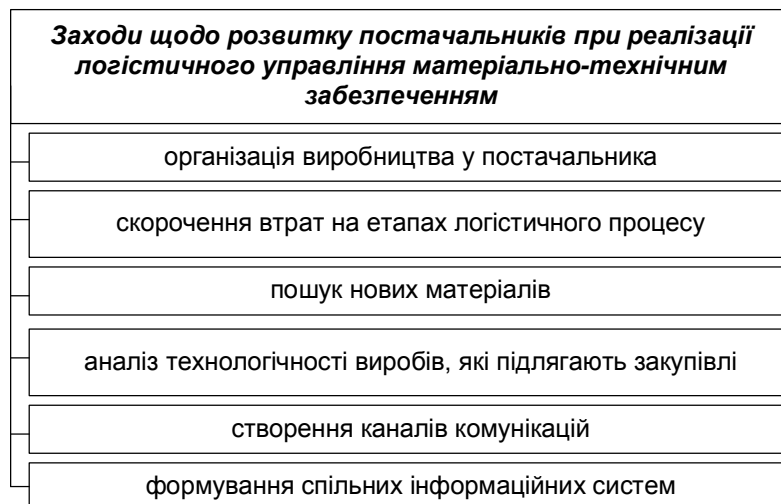 Заходи щодо розвитку постачальників при реалізації
логістичного управління матеріально-технічним
забезпеченням
організація виробництва у постачальника
скорочення втрат на етапах логістичного процесу
пошук нових матеріалів
аналіз технологічності виробів, які підлягають закупівлі
створення каналів комунікацій
формування спільних інформаційних систем